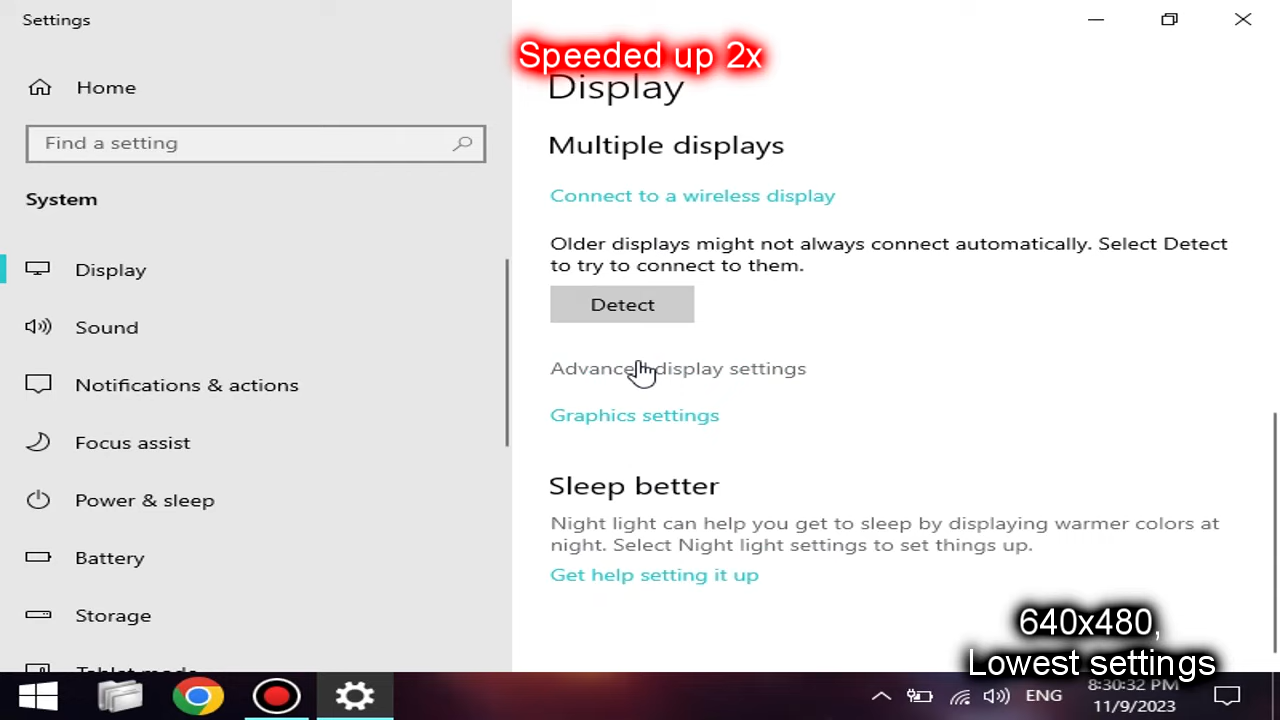 Settings
Speeded up 2x
Home
Display
Find a setting
Multiple displays
System
Connect to a wireless display
Older displays might not always connect automatically. Select Detect
to try to connect to them.
Display
Detect
Sound
Advanced display settings
Notifications & actions
Graphics settings
Focus assist
Sleep better
Power & sleep
Night light can help you get to sleep by displaying warmer colors at
night. Select Night light settings to set things up.
Battery
Get help setting it up
Storage
640x480,
Lowest settings
Tablet mode
ENG
8:30:32 PM
11/9/2023